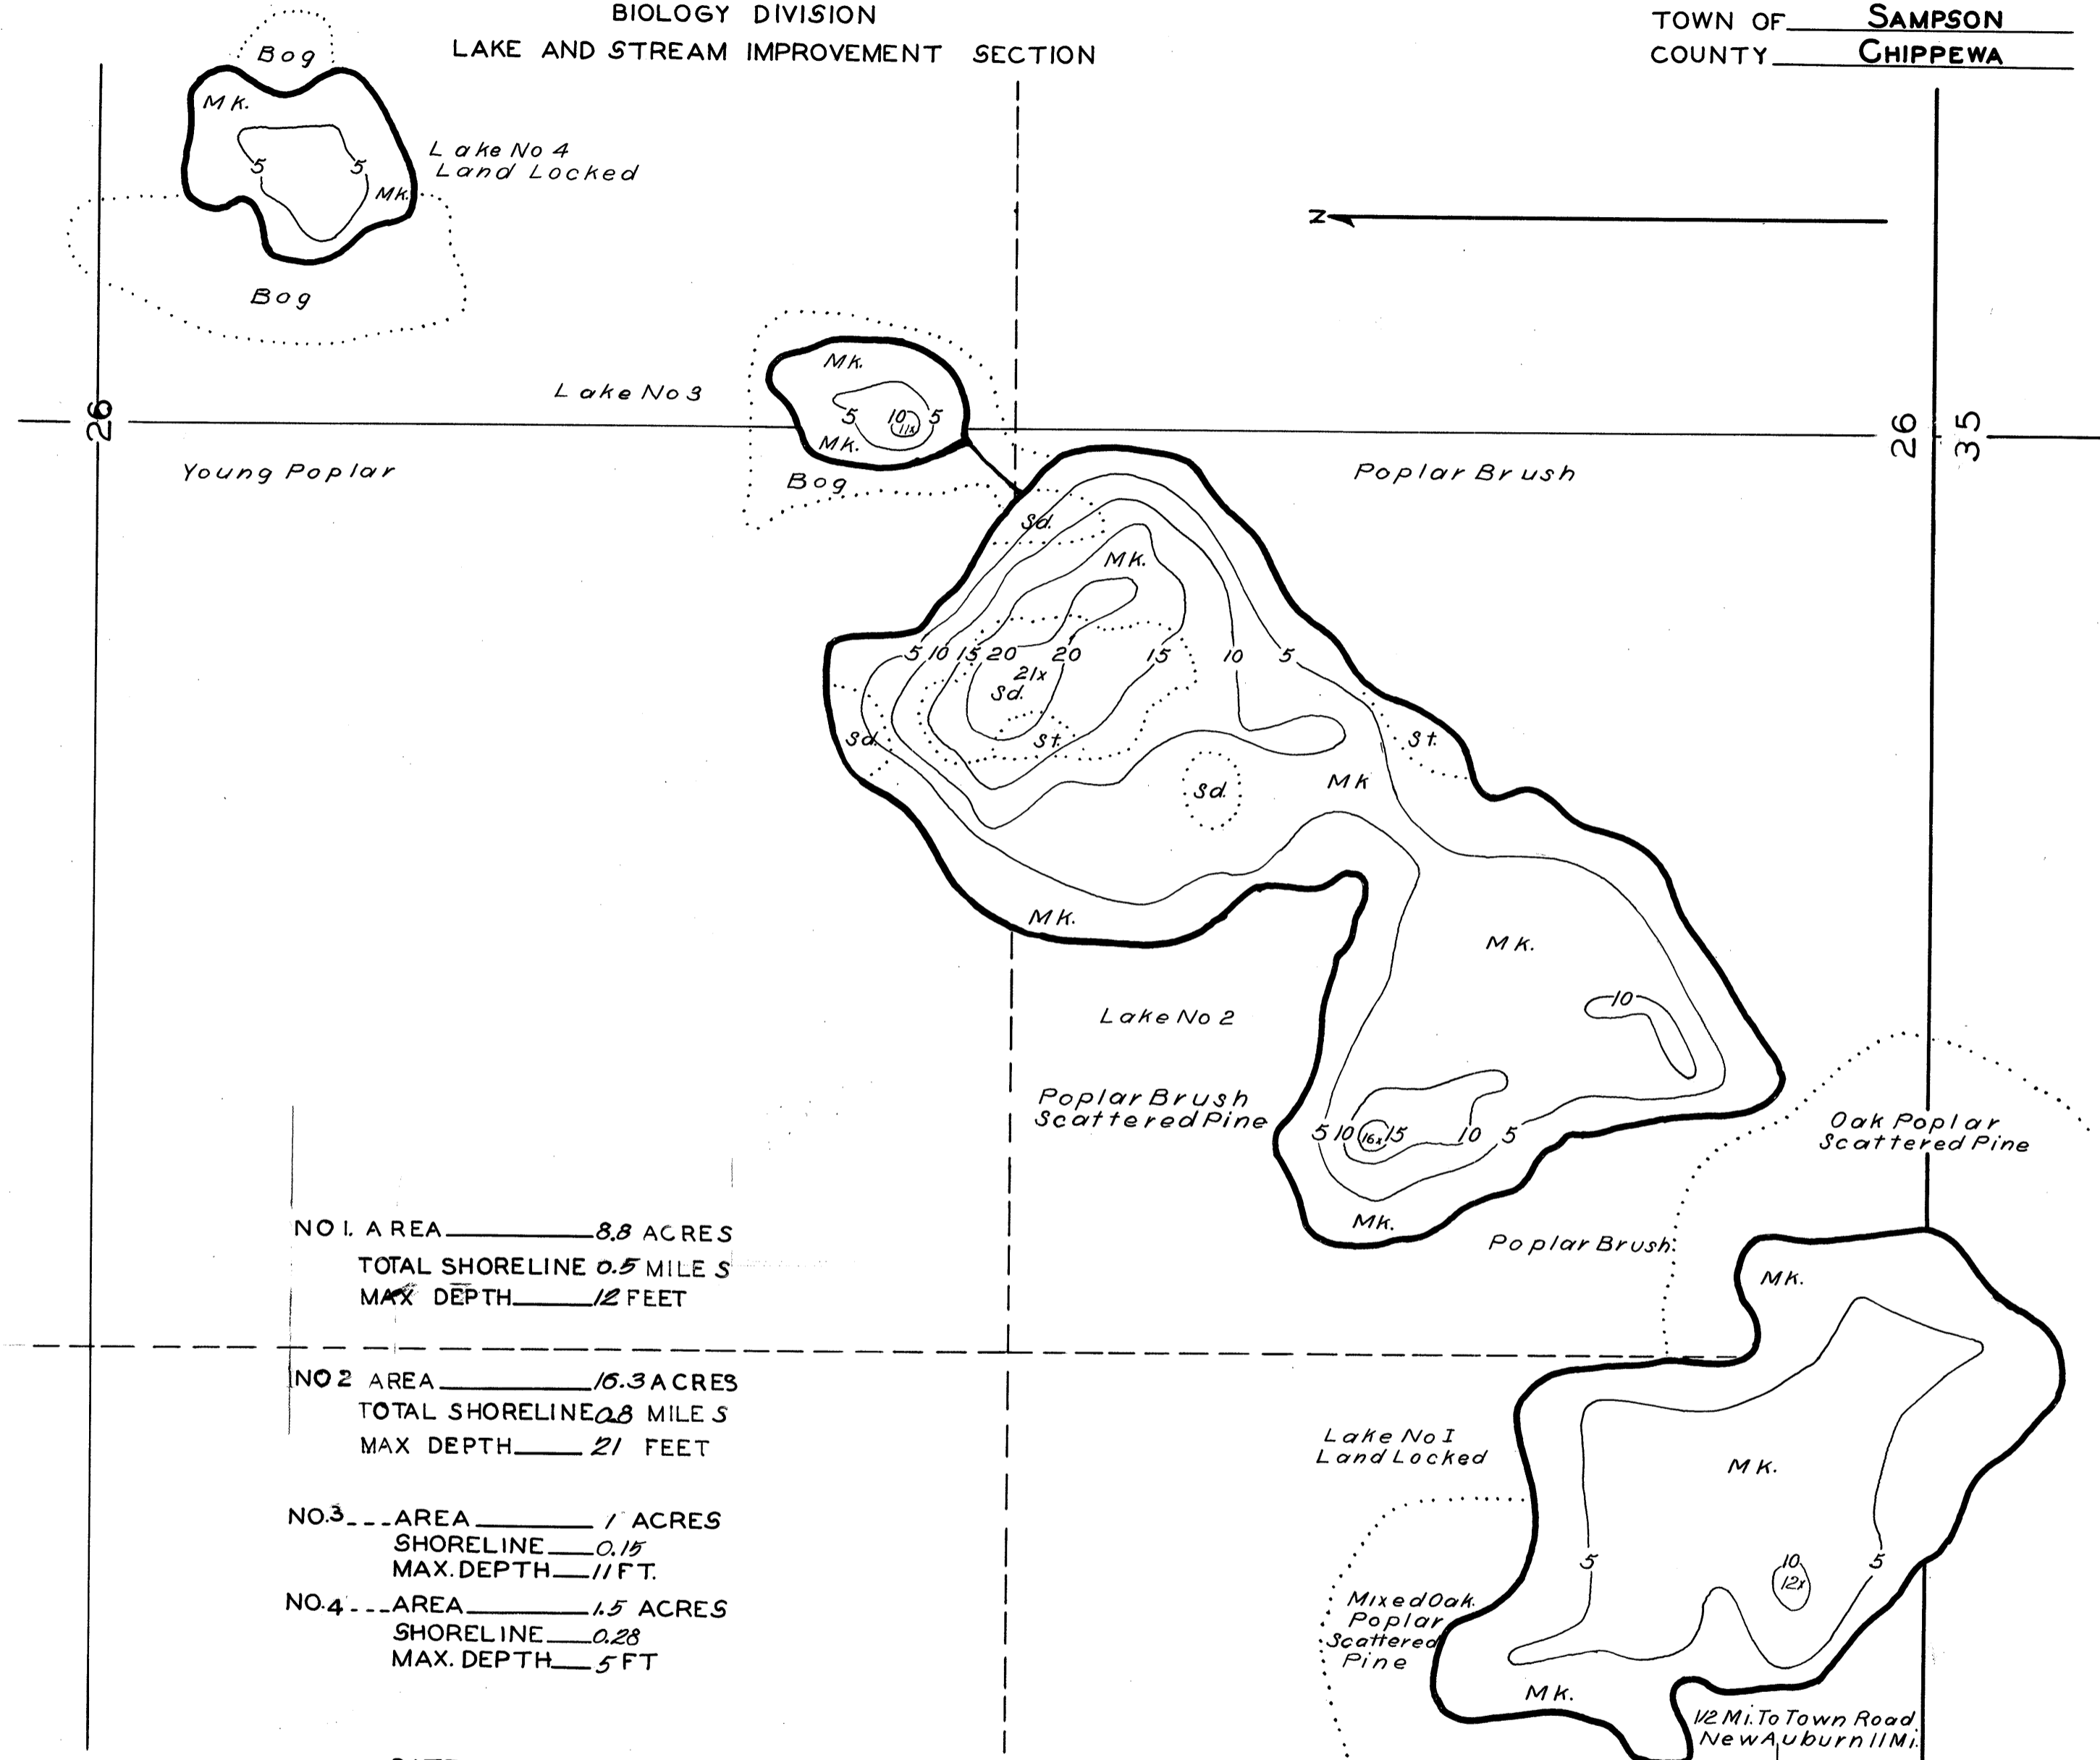 BIOLOGY DIVISION
LAKE AND STREAM IMPROVEMENT SECTION
TOWN OF SAMPSON
COUNTY CHIPPEWA
Bog
Mk.
5 5
Mk.
Lake No 4
Land Locked
Bog
N
Lake No 3
Mk.
5 10 5
11x
Mk.
Bog
26
26
35
Young Poplar
Poplar Brush
Sd.
Mk.
5 10 15 20 20 15 10 5
21x
Sd.
Sd.
St.
St.
Sd.
Mk
Mk.
Mk.
10
Lake No 2
Poplar Brush
Scattered Pine
5 10 16x 15 10 5
Mk.
Oak Poplar
Scattered Pine
Poplar Brush
Mk.
NO 1. AREA 8.8 ACRES
TOTAL SHORELINE 0.5 MILES
MAX DEPTH 12 FEET
NO 2 AREA 16.3 ACRES
TOTAL SHORELINE 0.8 MILES
MAX DEPTH 21 FEET
NO.3---AREA 1 ACRES
SHORELINE 0.15
MAX. DEPTH 11 FT.
NO.4---AREA 1.5 ACRES
SHORELINE 0.28
MAX. DEPTH 5 FT
Lake No I
Land Locked
Mk.
5 10 5
12x
Mixed Oak
Poplar
Scattered
Pine
Mk.
1/2 Mi. To Town Road
New Auburn 11 Mi.